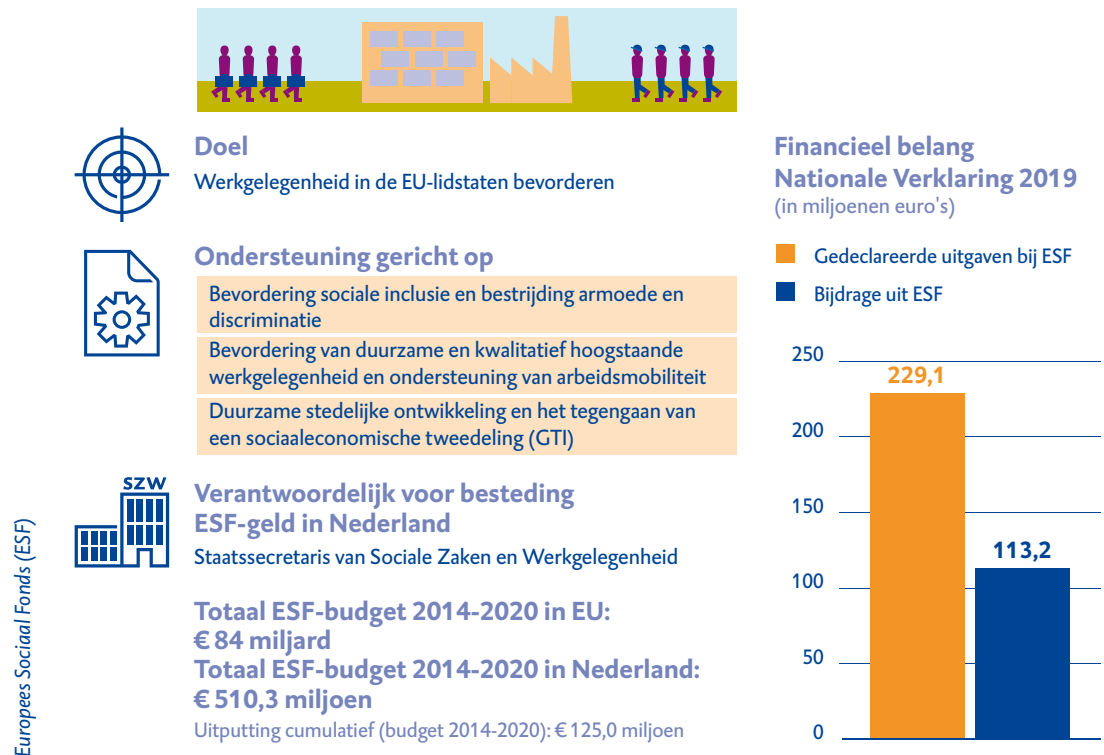 Doel
Werkgelegenheid in de EU-lidstaten bevorderen
Ondersteuning gericht op
Bevordering sociale inclusie en bestrijding armoede en
discriminatie
Bevordering van duurzame en kwalitatief hoogstaande
werkgelegenheid en ondersteuning van arbeidsmobiliteit
Duurzame stedelijke ontwikkeling en het tegengaan van
een sociaaleconomische tweedeling (GTI)
SZW
Verantwoordelijk voor besteding
ESF-geld in Nederland
Staatssecretaris van Sociale Zaken en Werkgelegenheid
Totaal ESF-budget 2014-2020 in EU:
€ 84 miljard
Totaal ESF-budget 2014-2020 in Nederland:
€ 510,3 miljoen
Uitputting cumulatief (budget 2014-2020): € 125,0 miljoen
Europees Sociaal Fonds (ESF)
Financieel belang
Nationale Verklaring 2019
(in miljoenen euro's)
Gedeclareerde uitgaven bij ESF
Bijdrage uit ESF
250
229,1
200
150
113,2
100
50
0